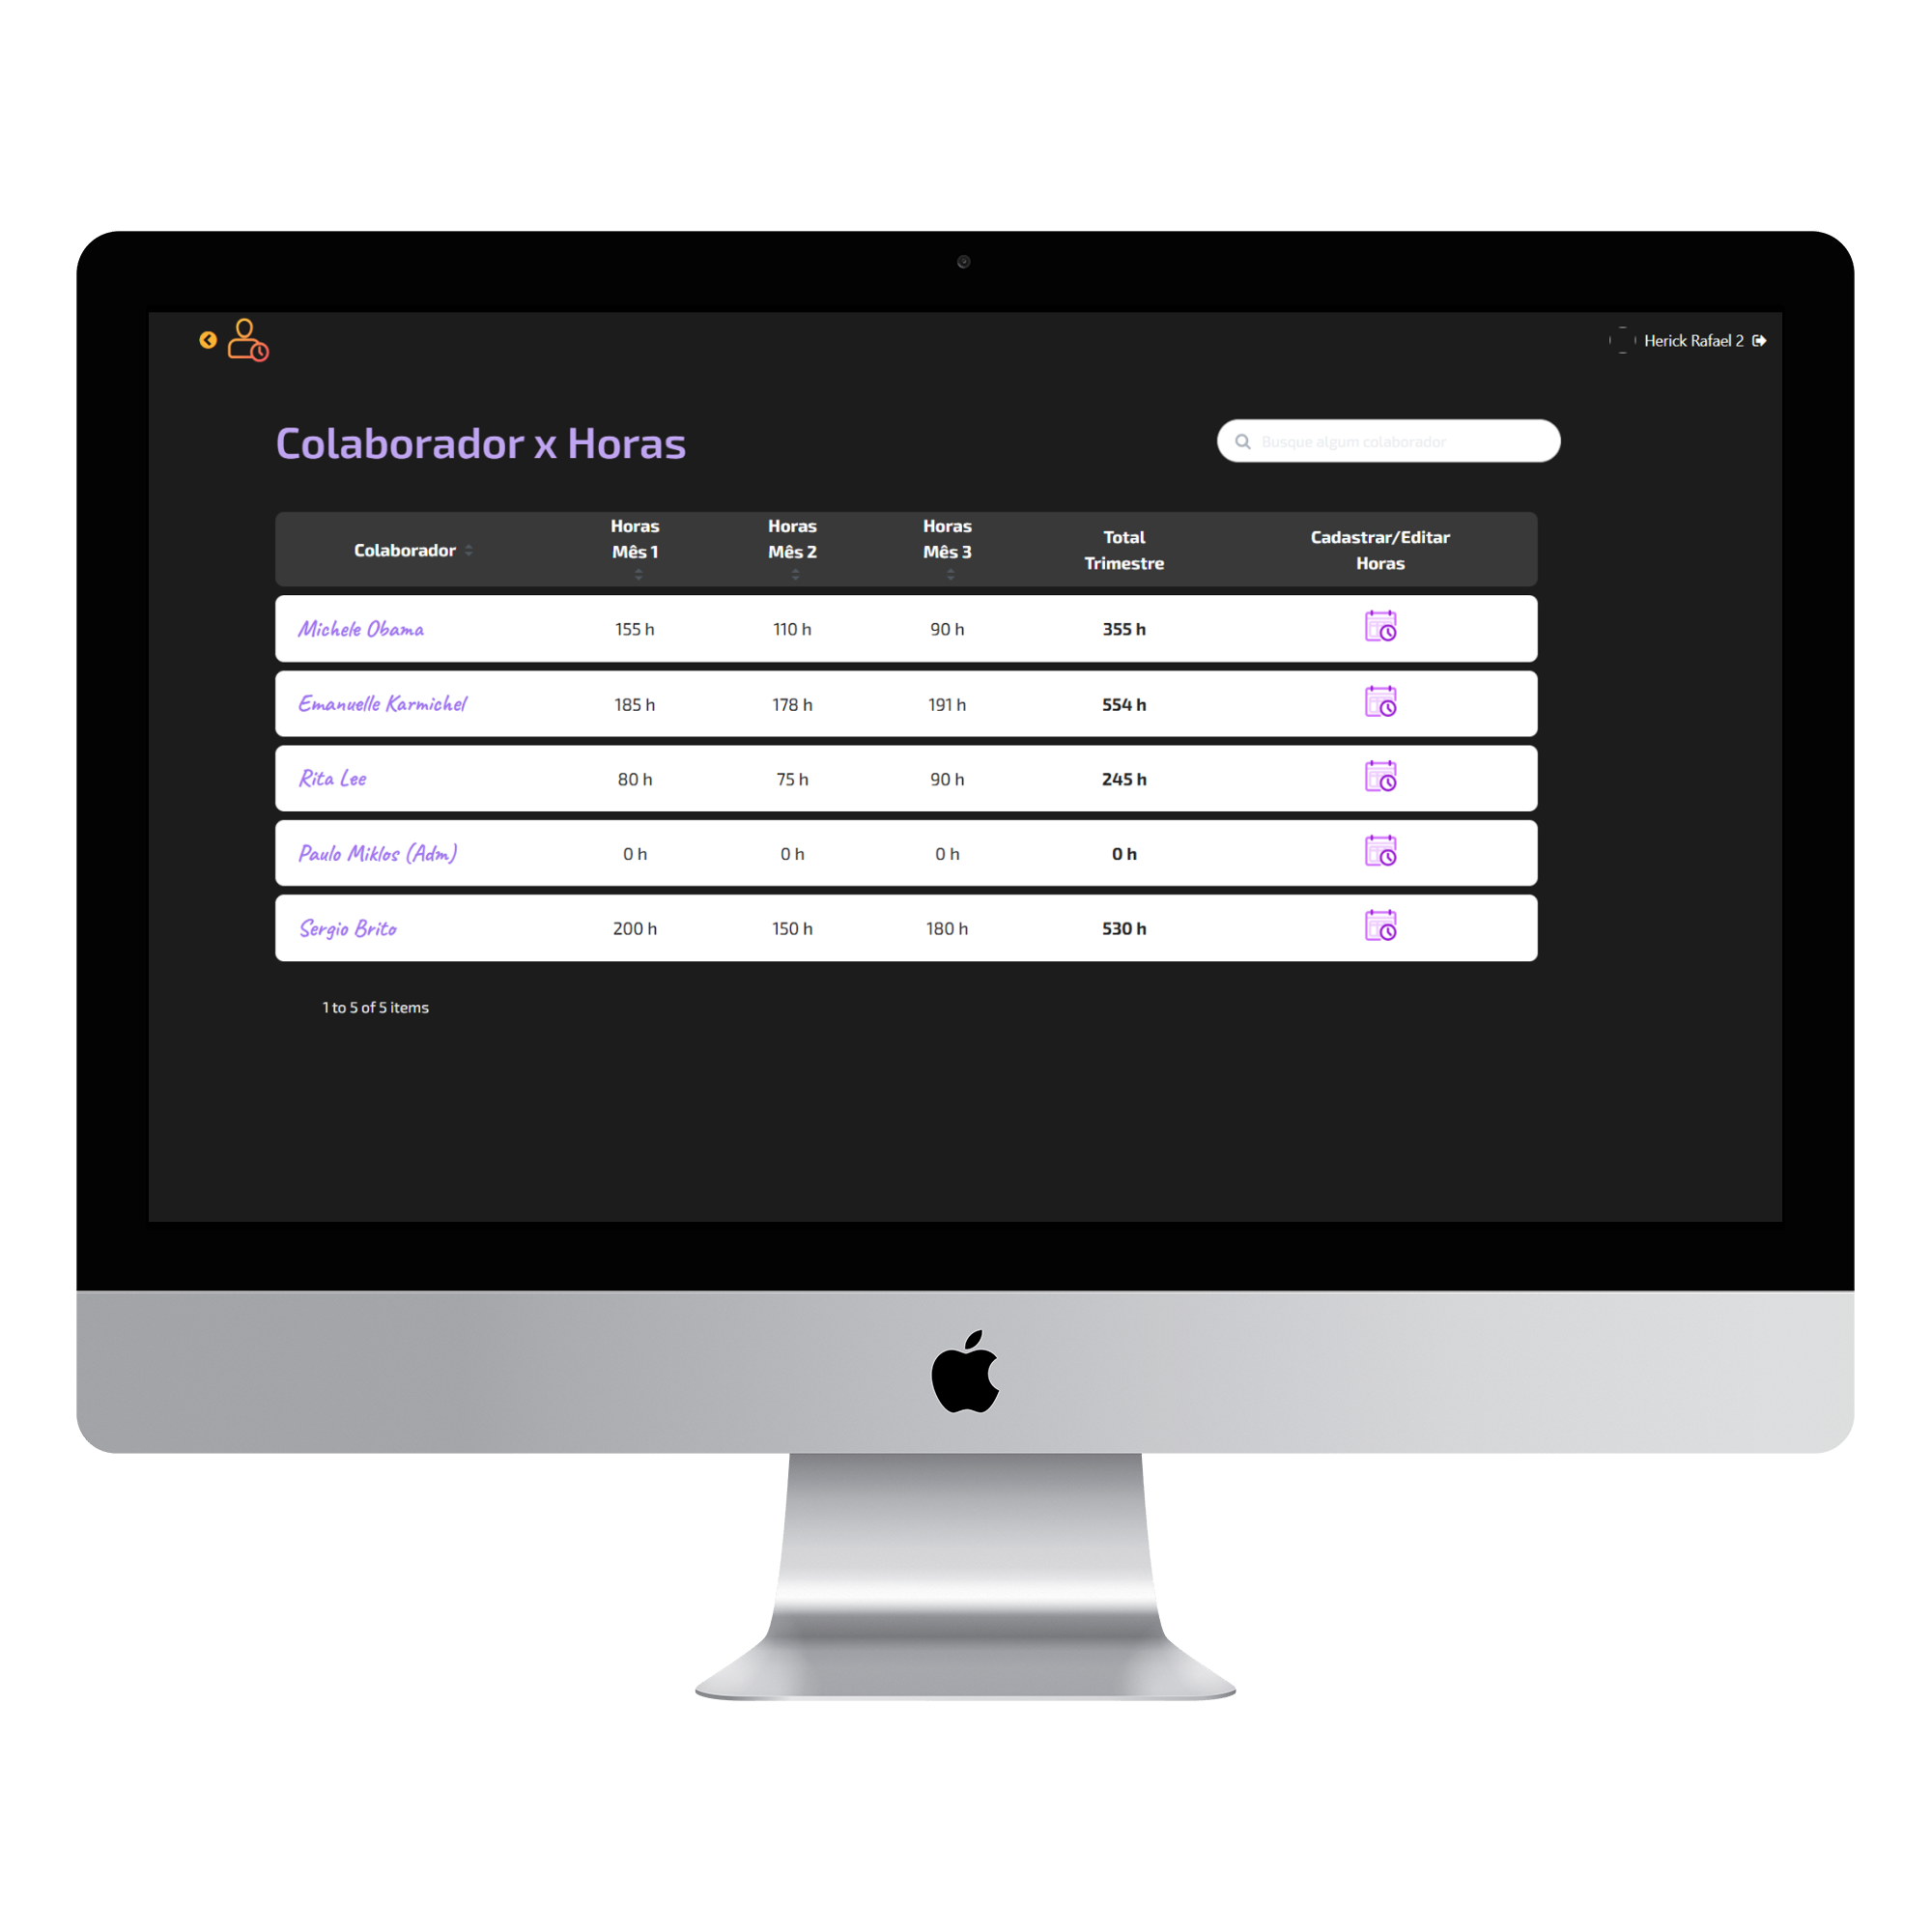 Herick Rafael 2
Colaborador x Horas
Busque algum colaborador
Colaborador
Horas Mês 1
Horas Mês 2
Horas Mês 3
Total Trimestre
Cadastrar/Editar Horas
Michele Obama 155 h 110 h 90 h 355 h
Emanuelle Karmichel 185 h 178 h 191 h 554 h
Rita Lee 80 h 75 h 90 h 245 h
Paulo Miklos (Adm) 0 h 0 h 0 h 0 h
Sergio Brito 200 h 150 h 180 h 530 h
1 to 5 of 5 items